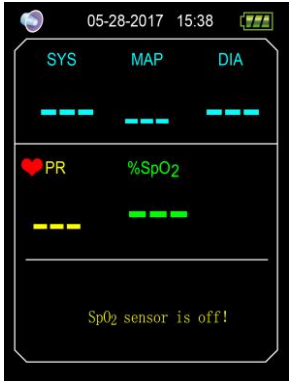 05-28-2017 15:38
SYS MAP DIA
--- --- ---
PR %SpO2
--- ---
SpO2 sensor is off!